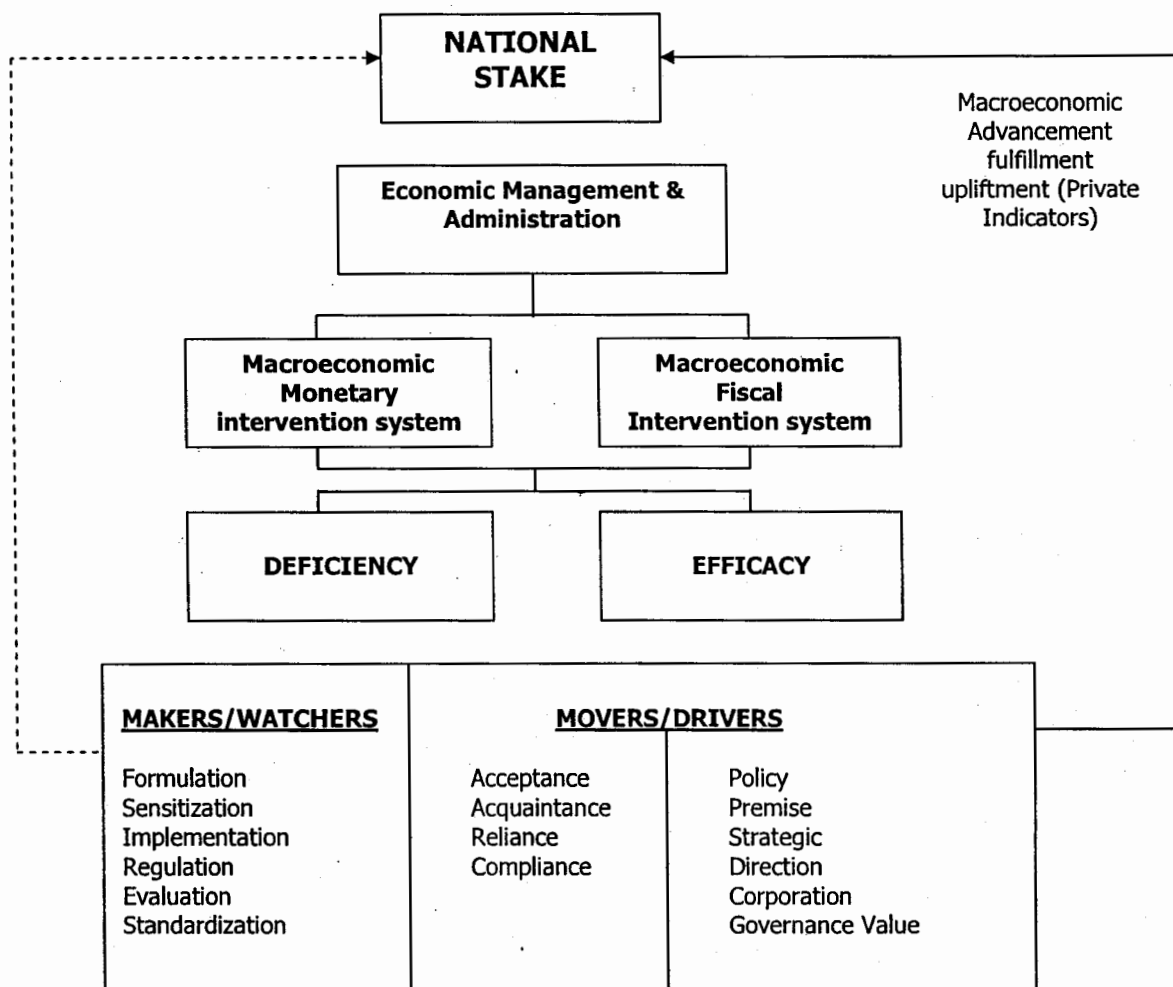 NATIONAL
STAKE
Macroeconomic
Advancement
fulfillment
upliftment (Private
Indicators)
Economic Management &
Administration
Macroeconomic
Monetary
intervention system
Macroeconomic
Fiscal
Intervention system
DEFICIENCY
EFFICACY
MAKERS/WATCHERS
Formulation
Sensitization
Implementation
Regulation
Evaluation
Standardization
MOVERS/DRIVERS
Acceptance
Acquaintance
Reliance
Compliance
Policy
Premise
Strategic
Direction
Corporation
Governance Value